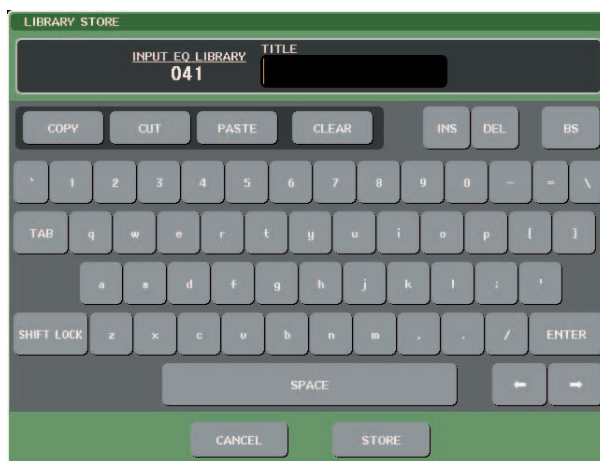 LIBRARY STORE
INPUT EQ LIBRARY TITLE
041
COPY CUT PASTE CLEAR INS DEL BS
` 1 2 3 4 5 6 7 8 9 0 - = \
TAB q w e r t y u i o p [ ]
a s d f g h j k l ; '
SHIFT LOCK z x c v b n m , . / ENTER
SPACE ← →
CANCEL STORE